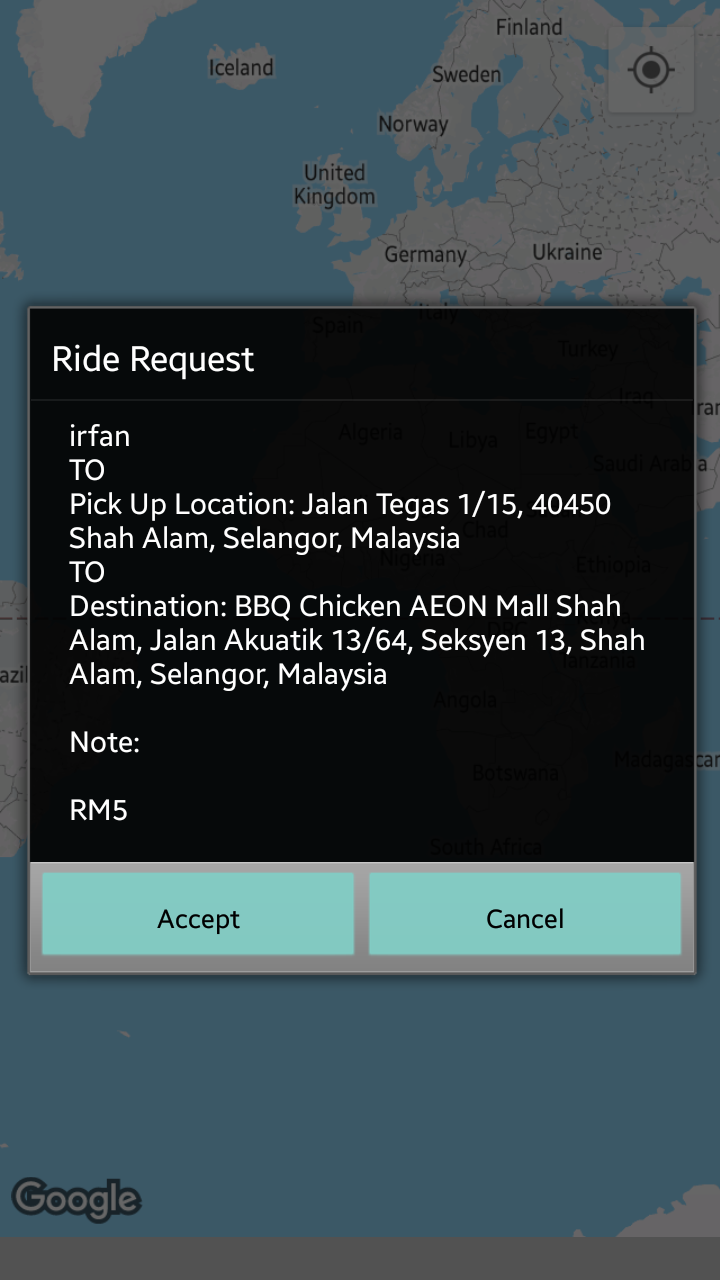 Finland
Iceland
Sweden
Norway
United
Kingdom
Germany
Ukraine
Italy
Spain
Turkey
Ride Request
Iraq
Algeria
Libya
Egypt
Saudi Arabia
irfan
TO
Pick Up Location: Jalan Tegas 1/15, 40450
Shah Alam, Selangor, Malaysia
Chad
Nigeria
Ethiopia
TO
Destination: BBQ Chicken AEON Mall Shah
Alam, Jalan Akuatik 13/64, Seksyen 13, Shah
Alam, Selangor, Malaysia
DRC
Kenya
Tanzania
Angola
Note:
Madagascar
Botswana
RM5
South Africa
Accept
Cancel
Google